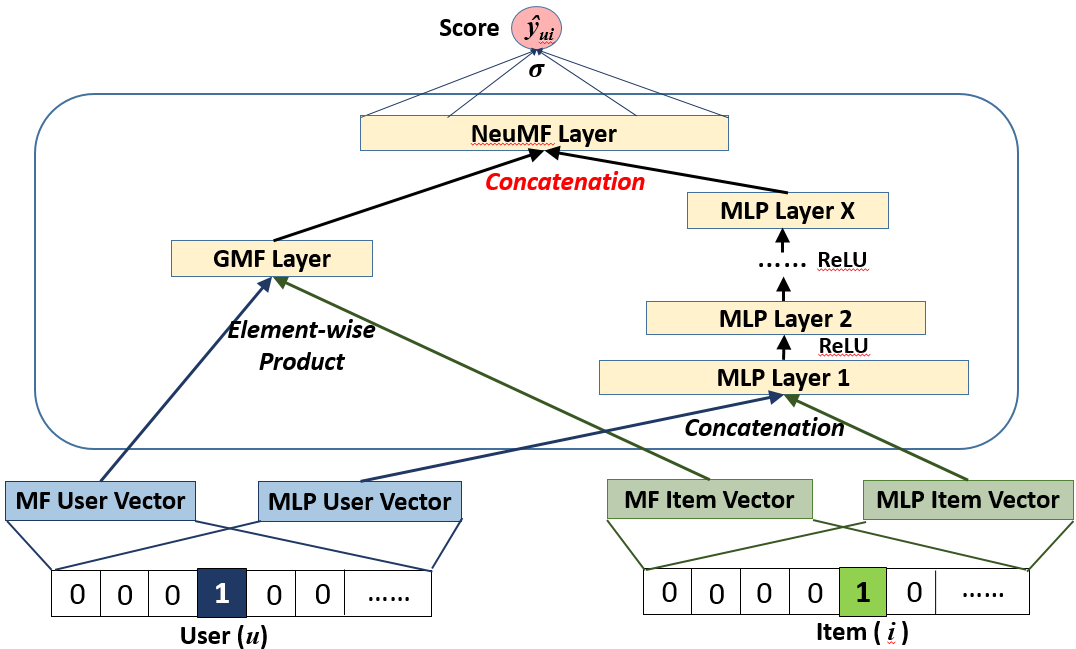 Score ŷui
σ
NeuMF Layer
Concatenation
MLP Layer X
GMF Layer
...... ReLU
Element-wise
Product
MLP Layer 2
ReLU
MLP Layer 1
Concatenation
MF User Vector
MLP User Vector
MF Item Vector
MLP Item Vector
0 0 0 1 0 0 ......
0 0 0 0 1 0 ......
User (u)
Item ( i )